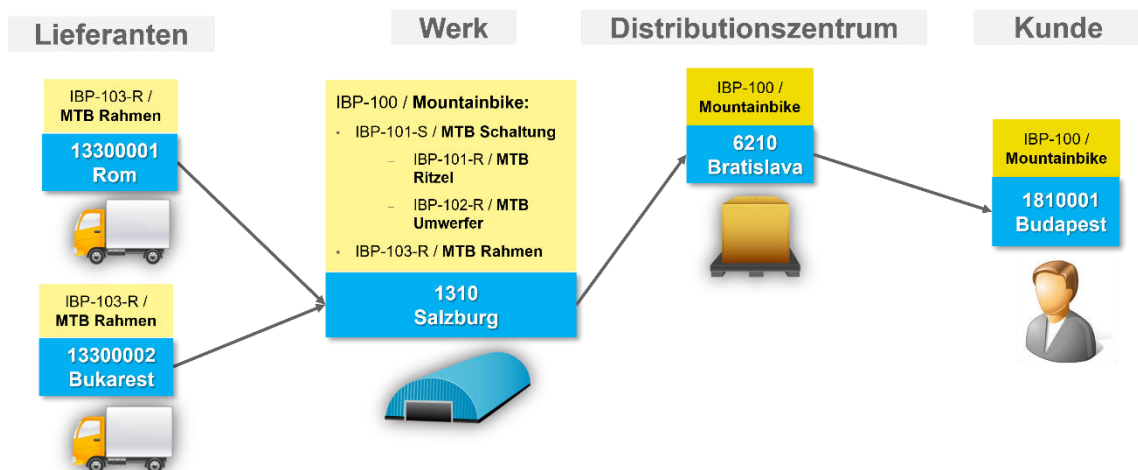 Lieferanten
Werk
Distributionszentrum
Kunde
IBP-103-R /
MTB Rahmen
13300001
Rom
IBP-103-R /
MTB Rahmen
13300002
Bukarest
IBP-100 / Mountainbike:
• IBP-101-S / MTB Schaltung
– IBP-101-R / MTB
Ritzel
– IBP-102-R / MTB
Umwerfer
• IBP-103-R / MTB Rahmen
1310
Salzburg
IBP-100 /
Mountainbike
6210
Bratislava
IBP-100 /
Mountainbike
1810001
Budapest